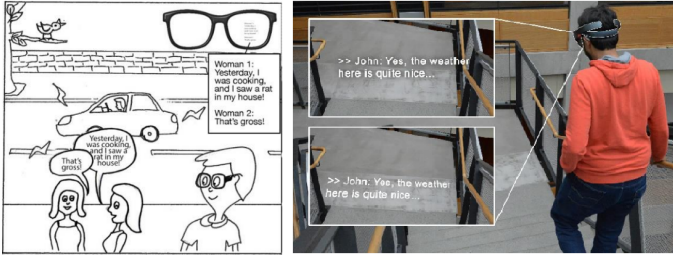 Woman 1:
Yesterday, I
was cooking,
and I saw a rat
in my house!
Woman 2:
That's gross!
Yesterday, I
was cooking,
and I saw a
rat in my
house!
That's
gross!
>> John: Yes, the weather
here is quite nice...
>> John: Yes, the weather
here is quite nice...